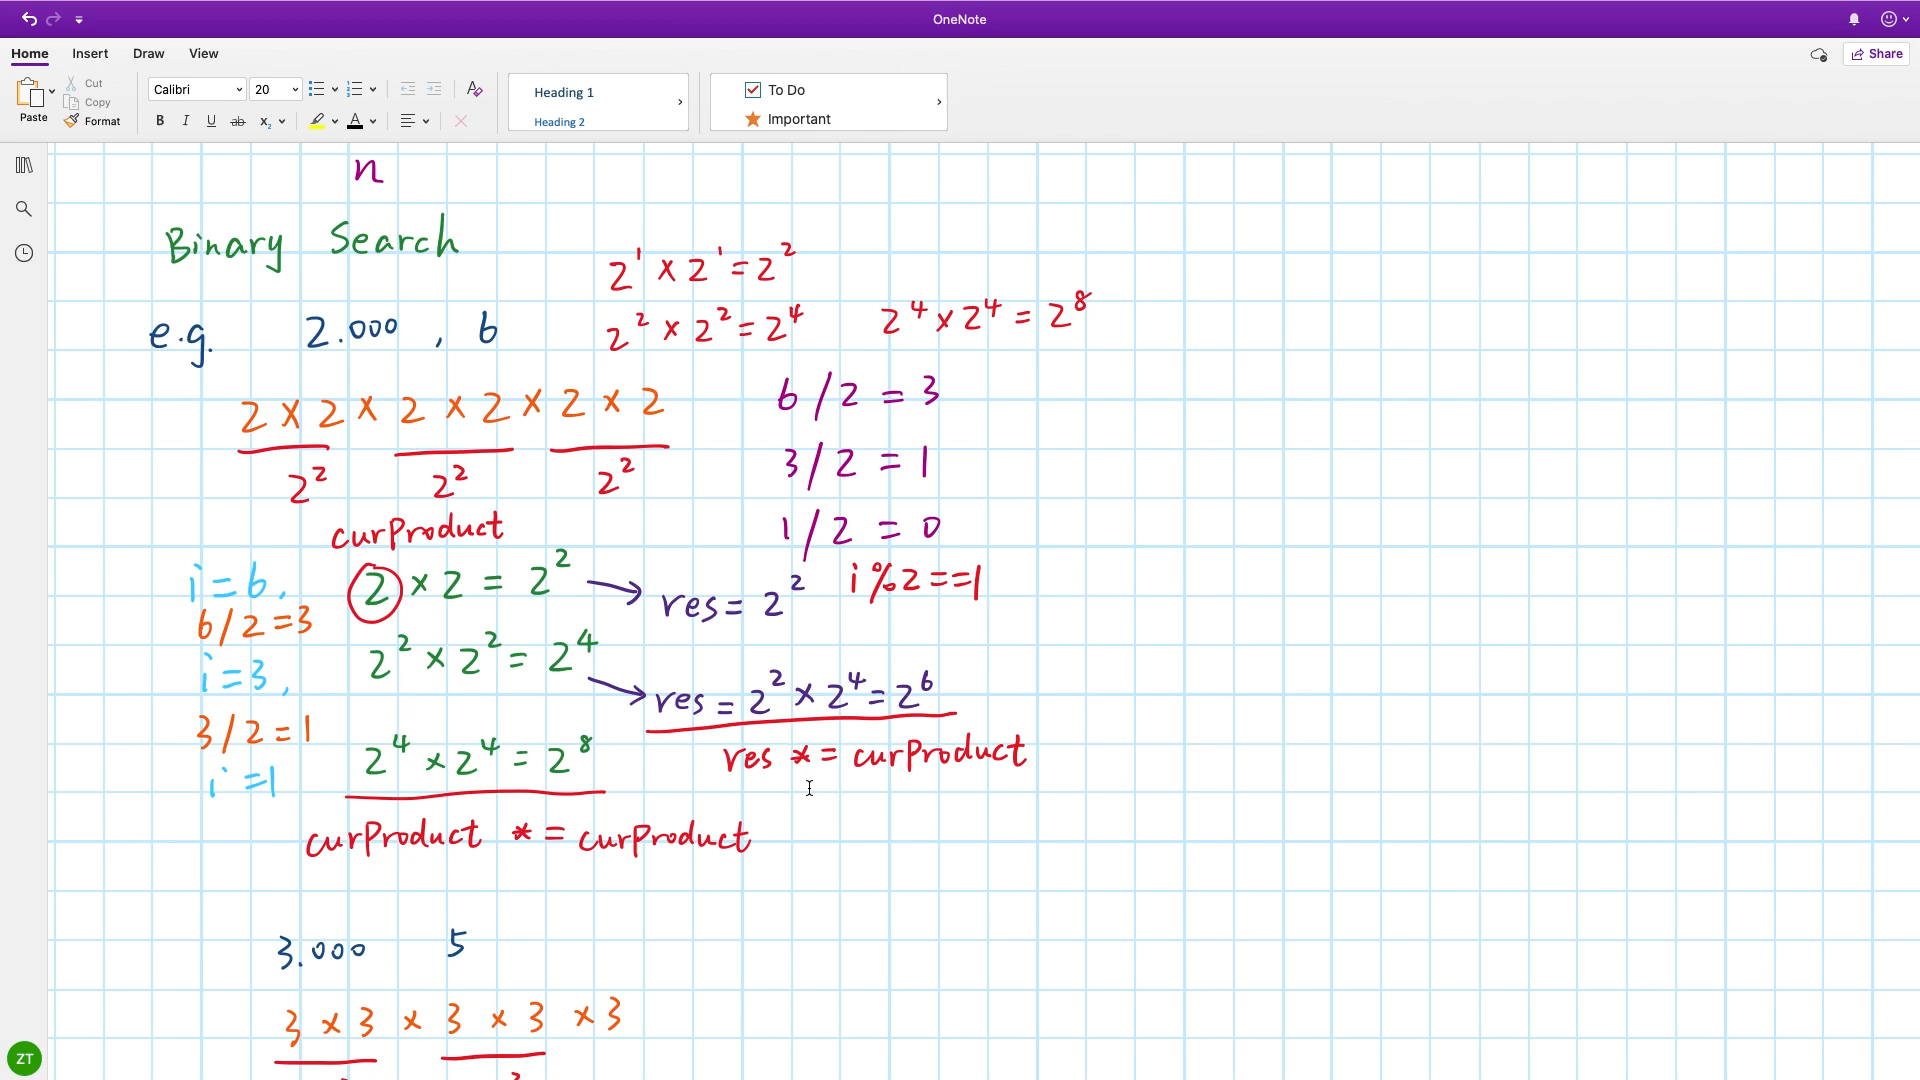 OneNote
Home Insert Draw View
Share
Paste
Cut
Copy
Format
Calibri 20
B I U ab X₂ A
Heading 1
Heading 2
To Do
Important
n
Binary Search
2¹ × 2¹ = 2²
e.g. 2.000 , 6
2² × 2² = 2⁴
2⁴ × 2⁴ = 2⁸
2 × 2 × 2 × 2 × 2 × 2
2² 2² 2²
6 / 2 = 3
3 / 2 = 1
1 / 2 = 0
curProduct
i = 6,
2 × 2 = 2²
res = 2²
i % 2 == 1
6 / 2 = 3
i = 3,
2² × 2² = 2⁴
res = 2² × 2⁴ = 2⁶
3 / 2 = 1
i = 1
2⁴ × 2⁴ = 2⁸
res *= curProduct
curProduct *= curProduct
3.000 5
3 × 3 × 3 × 3 × 3
ZT